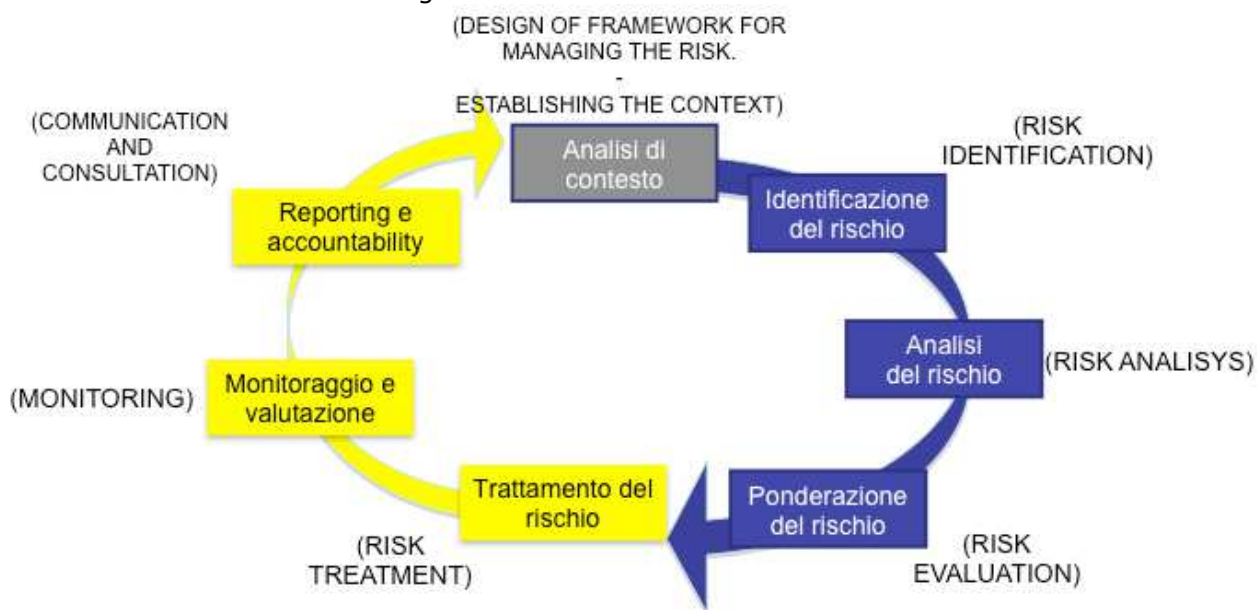 (DESIGN OF FRAMEWORK FOR
MANAGING THE RISK.
-
ESTABLISHING THE CONTEXT)
Analisi di
contesto
(RISK
IDENTIFICATION)
Identificazione
del rischio
Analisi
del rischio
(RISK ANALISYS)
Ponderazione
del rischio
(RISK
EVALUATION)
Trattamento del
rischio
(RISK
TREATMENT)
Monitoraggio e
valutazione
(MONITORING)
Reporting e
accountability
(COMMUNICATION
AND
CONSULTATION)